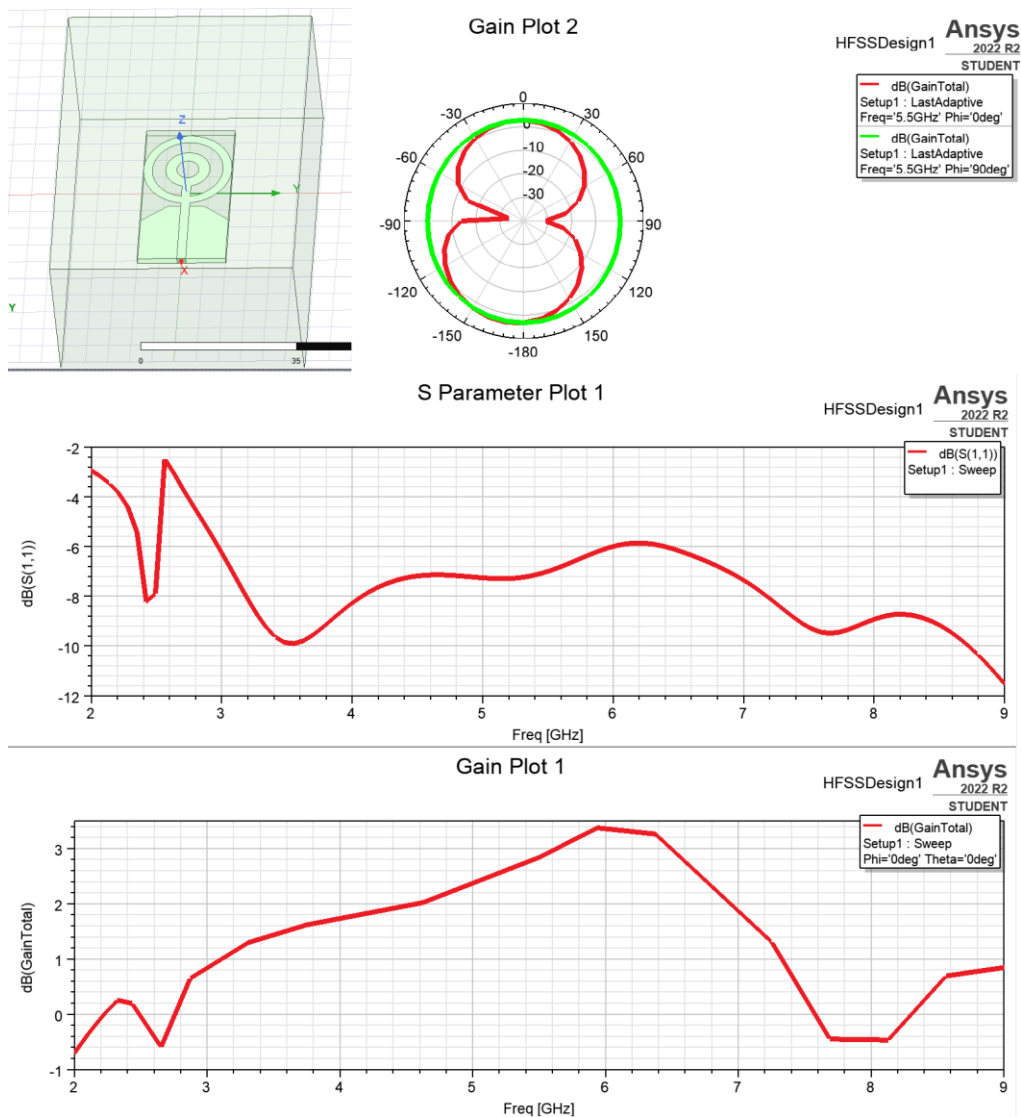 Z
Y
X
Y
0
35
Gain Plot 2
HFSSDesign1
Ansys
2022 R2
STUDENT
dB(GainTotal)
Setup1 : LastAdaptive
Freq='5.5GHz' Phi='0deg'
dB(GainTotal)
Setup1 : LastAdaptive
Freq='5.5GHz' Phi='90deg'
0
-30
30
0
-10
-60
60
-20
-30
-90
90
-120
120
-150
150
-180
S Parameter Plot 1
HFSSDesign1
Ansys
2022 R2
STUDENT
dB(S(1,1))
Setup1 : Sweep
-2
-4
-6
-8
-10
-12
dB(S(1,1))
2 3 4 5 6 7 8 9
Freq [GHz]
Gain Plot 1
HFSSDesign1
Ansys
2022 R2
STUDENT
dB(GainTotal)
Setup1 : Sweep
Phi='0deg' Theta='0deg'
3
2
1
0
-1
dB(GainTotal)
2 3 4 5 6 7 8 9
Freq [GHz]